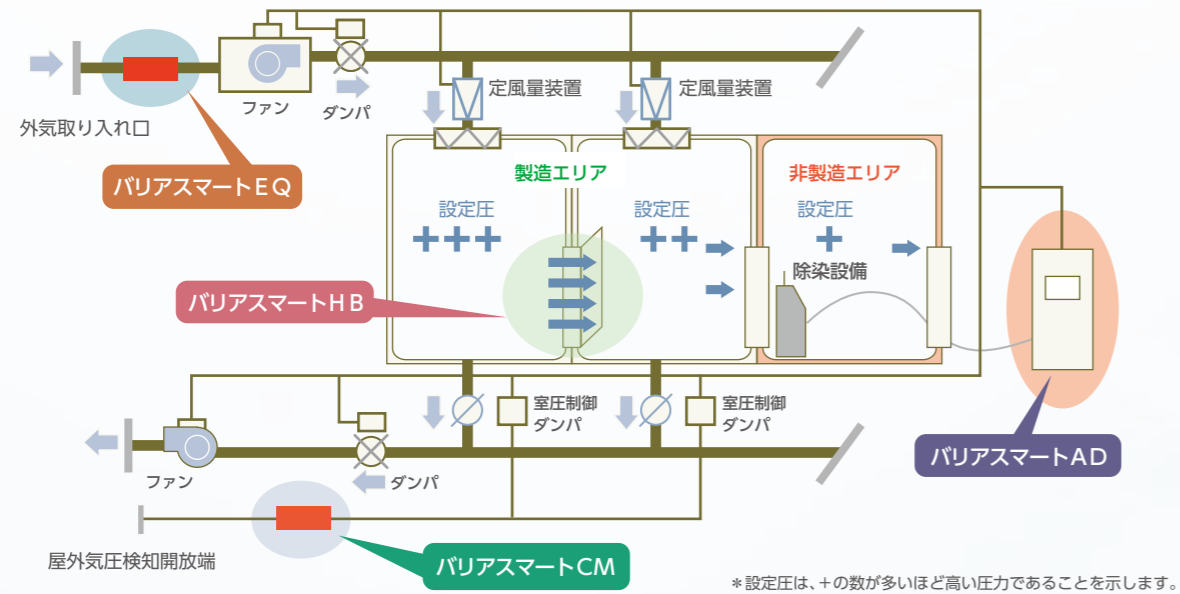 ファン
ダンパ
外気取り入れ口
バリアスマートEQ
定風量装置
定風量装置
製造エリア
非製造エリア
設定圧
+++
設定圧
++
設定圧
+
除染設備
バリアスマートHB
室圧制御
ダンパ
室圧制御
ダンパ
バリアスマートAD
ファン
ダンパ
屋外気圧検知開放端
バリアスマートCM
＊設定圧は、＋の数が多いほど高い圧力であることを示します。